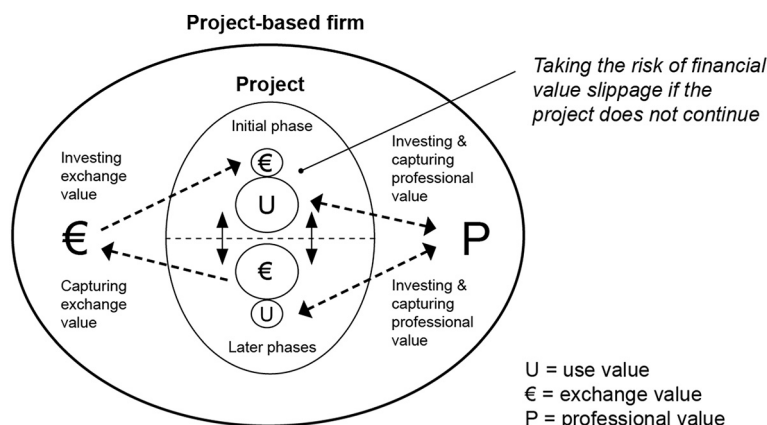 Project-based firm
Project
Taking the risk of financial
value slippage if the
project does not continue
Initial phase
Investing
exchange
value
Investing &
capturing
professional
value
€
U
€
P
€
U
Capturing
exchange
value
Investing &
capturing
professional
value
Later phases
U = use value
€ = exchange value
P = professional value